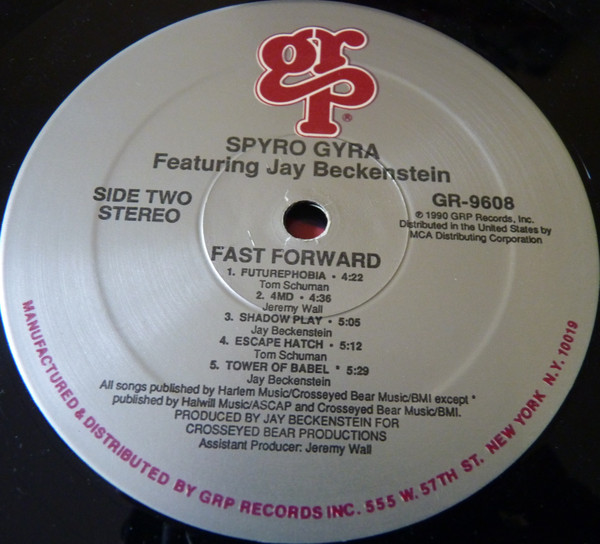 grp®
SPYRO GYRA
Featuring Jay Beckenstein
SIDE TWO
STEREO
GR-9608
℗ 1990 GRP Records, Inc.
Distributed in the United States by
MCA Distributing Corporation
FAST FORWARD
1. FUTUREPHOBIA • 4:22
Tom Schuman
2. 4MD • 4:36
Jeremy Wall
3. SHADOW PLAY • 5:05
Jay Beckenstein
4. ESCAPE HATCH • 5:12
Tom Schuman
5. TOWER OF BABEL * 5:29
Jay Beckenstein
All songs published by Harlem Music/Crosseyed Bear Music/BMI except *
published by Halwill Music/ASCAP and Crosseyed Bear Music/BMI.
PRODUCED BY JAY BECKENSTEIN FOR
CROSSEYED BEAR PRODUCTIONS
Assistant Producer: Jeremy Wall
MANUFACTURED & DISTRIBUTED BY GRP RECORDS INC. 555 W. 57TH ST. NEW YORK N.Y. 10019